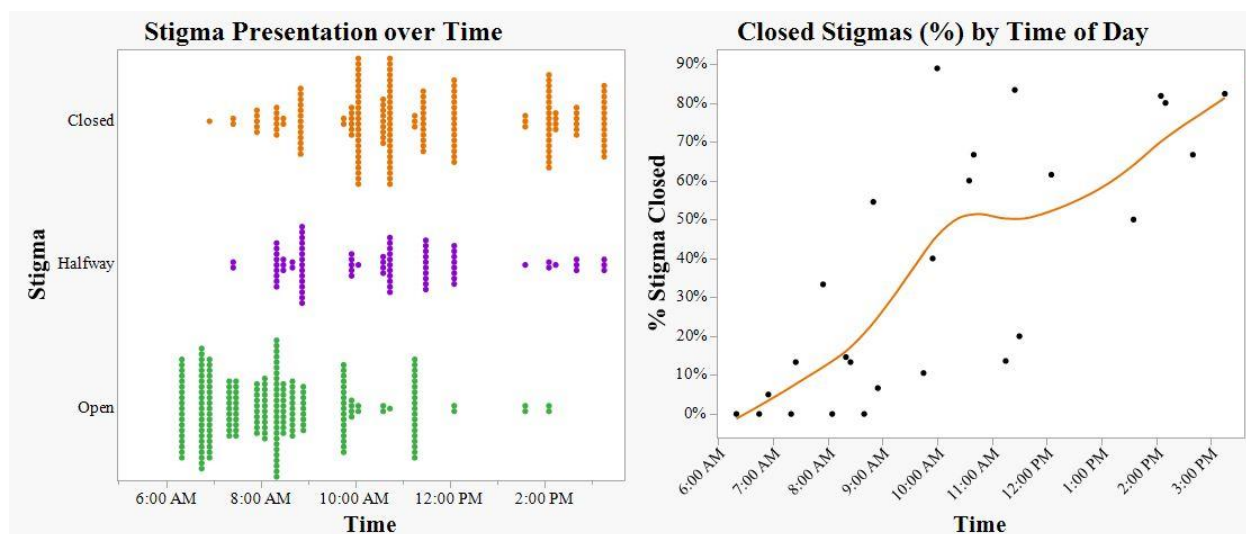 Stigma Presentation over Time
Stigma
Closed
Halfway
Open
6:00 AM
8:00 AM
10:00 AM
12:00 PM
2:00 PM
Time
Closed Stigmas (%) by Time of Day
% Stigma Closed
90%
80%
70%
60%
50%
40%
30%
20%
10%
0%
6:00 AM
7:00 AM
8:00 AM
9:00 AM
10:00 AM
11:00 AM
12:00 PM
1:00 PM
2:00 PM
3:00 PM
Time